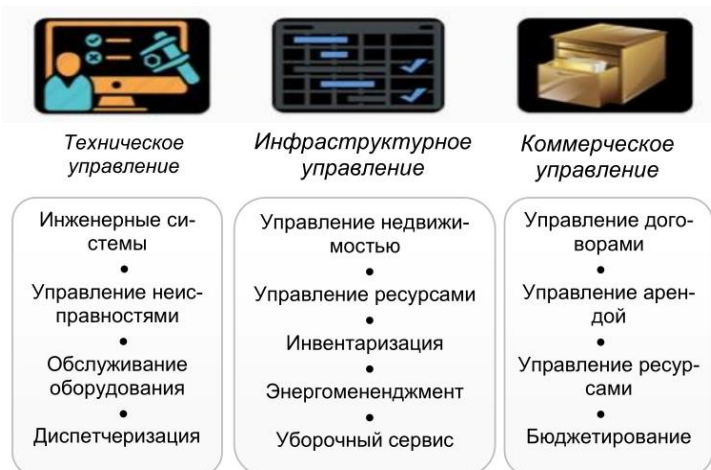 Техническое
управление
Инфраструктурное
управление
Коммерческое
управление
Инженерные си-
стемы
•
Управление неис-
правностями
•
Обслуживание
оборудования
•
Диспетчеризация
Управление недвижи-
мостью
•
Управление ресурсами
•
Инвентаризация
•
Энергомененджмент
•
Уборочный сервис
Управление дого-
ворами
•
Управление арен-
дой
•
Управление ресур-
сами
•
Бюджетирование